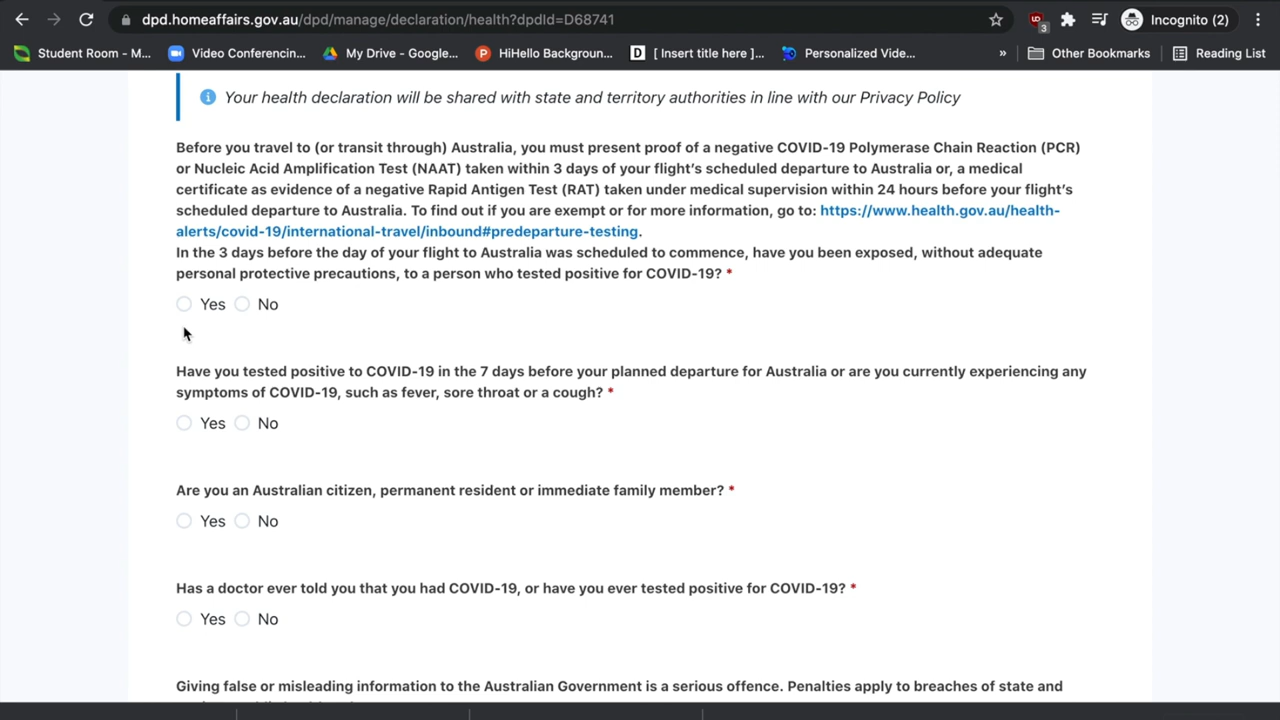 dpd.homeaffairs.gov.au/dpd/manage/declaration/health?dpdId=D68741
3
Incognito (2)
Student Room - M...
Video Conferencin...
My Drive - Google...
HiHello Backgroun...
[ Insert title here ]...
Personalized Vide...
»
Other Bookmarks
Reading List
Your health declaration will be shared with state and territory authorities in line with our Privacy Policy
Before you travel to (or transit through) Australia, you must present proof of a negative COVID-19 Polymerase Chain Reaction (PCR)
or Nucleic Acid Amplification Test (NAAT) taken within 3 days of your flight's scheduled departure to Australia or, a medical
certificate as evidence of a negative Rapid Antigen Test (RAT) taken under medical supervision within 24 hours before your flight's
scheduled departure to Australia. To find out if you are exempt or for more information, go to: https://www.health.gov.au/health-
alerts/covid-19/international-travel/inbound#predeparture-testing.
In the 3 days before the day of your flight to Australia was scheduled to commence, have you been exposed, without adequate
personal protective precautions, to a person who tested positive for COVID-19? *
Yes No
Have you tested positive to COVID-19 in the 7 days before your planned departure for Australia or are you currently experiencing any
symptoms of COVID-19, such as fever, sore throat or a cough? *
Yes No
Are you an Australian citizen, permanent resident or immediate family member? *
Yes No
Has a doctor ever told you that you had COVID-19, or have you ever tested positive for COVID-19? *
Yes No
Giving false or misleading information to the Australian Government is a serious offence. Penalties apply to breaches of state and